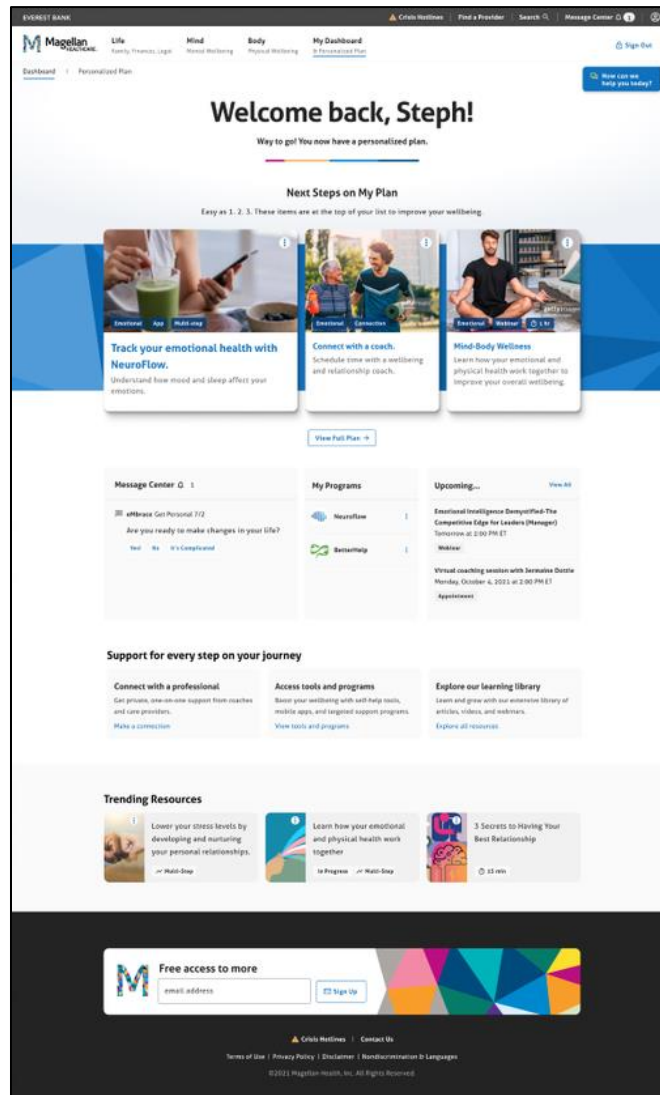 EVEREST BANK
Crisis Hotlines | Find a Provider | Search | Message Center 1
Magellan HEALTHCARE.
Life
Family, Finances, Legal
Mind
Mental Wellbeing
Body
Physical Wellbeing
My Dashboard
& Personalized Plan
Sign Out
Dashboard
Personalized Plan
How can we
help you today?
Welcome back, Steph!
Way to go! You now have a personalized plan.
Next Steps on My Plan
Easy as 1, 2, 3. These items are at the top of your list to improve your wellbeing.
Emotional App Multi-step
Track your emotional health with
NeuroFlow.
Understand how mood and sleep affect your
emotions.
Emotional Connection
Connect with a coach.
Schedule time with a wellbeing
and relationship coach.
Emotional Webinar 1 hr
Mind-Body Wellness
Learn how your emotional and
physical health work together to
improve your overall wellbeing.
View Full Plan →
Message Center 1
eMbrace Get Personal 7/2
Are you ready to make changes in your life?
Yes! No It's Complicated
My Programs
Neuroflow
BetterHelp
Upcoming...
View All
Emotional Intelligence Demystified-The
Competitive Edge for Leaders (Manager)
Tomorrow at 2:00 PM ET
Webinar
Virtual coaching session with Jermaine Dottie
Monday, October 4, 2021 at 2:00 PM ET
Appointment
Support for every step on your journey
Connect with a professional
Get private, one-on-one support from coaches
and care providers.
Make a connection
Access tools and programs
Boost your wellbeing with self-help tools,
mobile apps, and targeted support programs.
View tools and programs
Explore our learning library
Learn and grow with our extensive library of
articles, videos, and webinars.
Explore all resources
Trending Resources
Lower your stress levels by
developing and nurturing
your personal relationships.
Multi-Step
Learn how your emotional
and physical health work
together
In Progress Multi-Step
3 Secrets to Having Your
Best Relationship
15 min
Free access to more
email address
Sign Up
Crisis Hotlines | Contact Us
Terms of Use | Privacy Policy | Disclaimer | Nondiscrimination & Languages
©2021 Magellan Health, Inc. All Rights Reserved